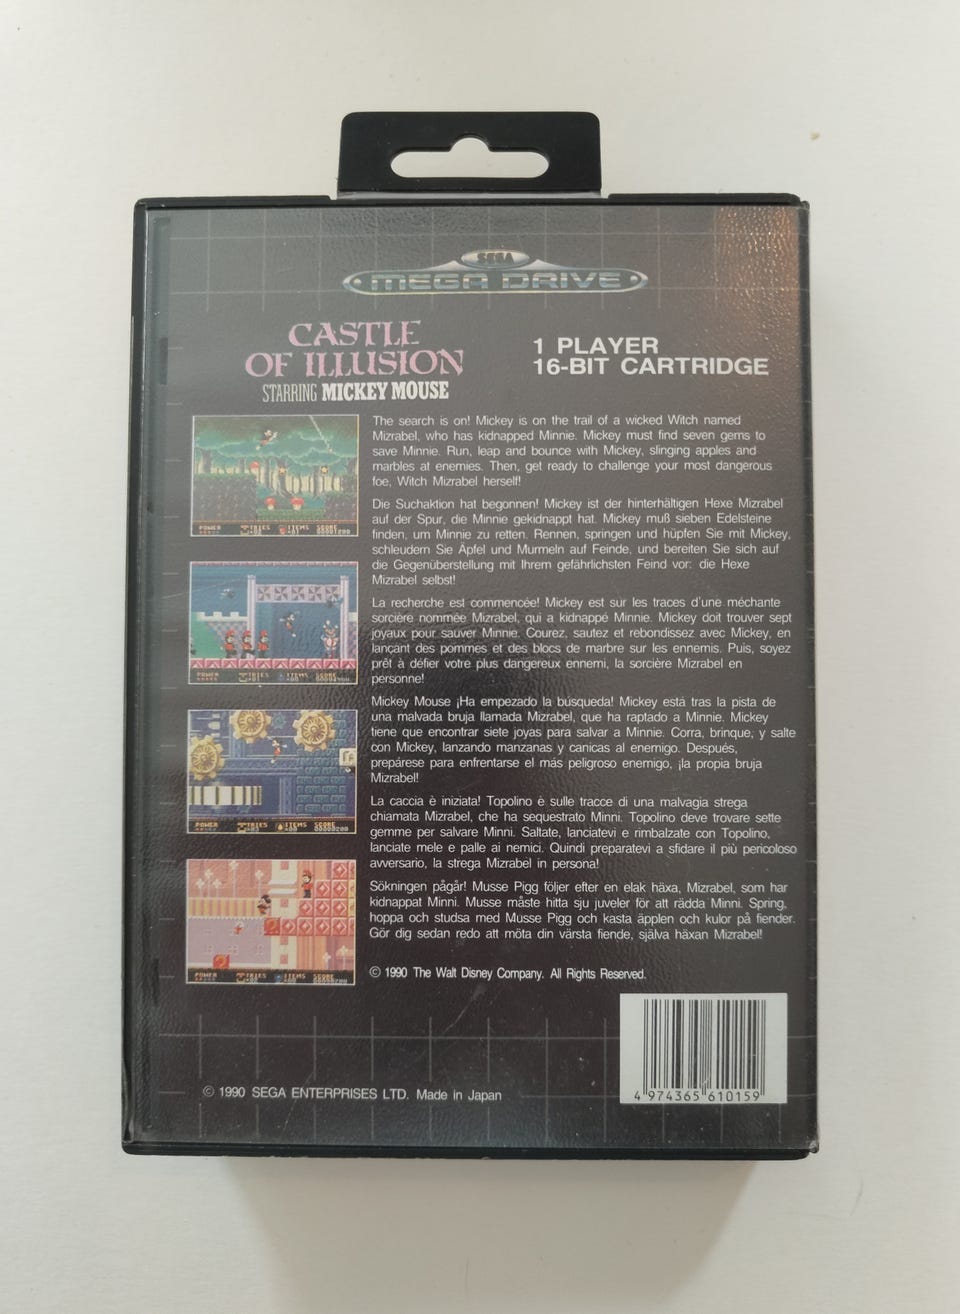 SEGA
MEGA DRIVE
CASTLE
OF ILLUSION
STARRING MICKEY MOUSE
1 PLAYER
16-BIT CARTRIDGE
The search is on! Mickey is on the trail of a wicked Witch named
Mizrabel, who has kidnapped Minnie. Mickey must find seven gems to
save Minnie. Run, leap and bounce with Mickey, slinging apples and
marbles at enemies. Then, get ready to challenge your most dangerous
foe, Witch Mizrabel herself!
Die Suchaktion hat begonnen! Mickey ist der hinterhältigen Hexe Mizrabel
auf der Spur, die Minnie gekidnappt hat. Mickey muß sieben Edelsteine
finden, um Minnie zu retten. Rennen, springen und hüpfen Sie mit Mickey,
schleudern Sie Äpfel und Murmeln auf Feinde, und bereiten Sie sich auf
die Gegenüberstellung mit Ihrem gefährlichsten Feind vor: die Hexe
Mizrabel selbst!
La recherche est commencée! Mickey est sur les traces d'une méchante
sorcière nommée Mizrabel, qui a kidnappé Minnie. Mickey doit trouver sept
joyaux pour sauver Minnie. Courez, sautez et rebondissez avec Mickey, en
lançant des pommes et des blocs de marbre sur les ennemis. Puis, soyez
prêt à défier votre plus dangereux ennemi, la sorcière Mizrabel en
personne!
Mickey Mouse ¡Ha empezado la búsqueda! Mickey está tras la pista de
una malvada bruja llamada Mizrabel, que ha raptado a Minnie. Mickey
tiene que encontrar siete joyas para salvar a Minnie. Corra, brinque, y salte
con Mickey, lanzando manzanas y canicas al enemigo. Después,
prepárese para enfrentarse el más peligroso enemigo, ¡la propia bruja
Mizrabel!
La caccia è iniziata! Topolino è sulle tracce di una malvagia strega
chiamata Mizrabel, che ha sequestrato Minni. Topolino deve trovare sette
gemme per salvare Minni. Saltate, lanciatevi e rimbalzate con Topolino,
lanciate mele e palle ai nemici. Quindi preparatevi a sfidare il più pericoloso
avversario, la strega Mizrabel in persona!
Sökningen pågår! Musse Pigg följer efter en elak häxa, Mizrabel, som har
kidnappat Minni. Musse måste hitta sju juveler för att rädda Minni. Spring,
hoppa och studsa med Musse Pigg och kasta äpplen och kulor på fiender.
Gör dig sedan redo att möta din värsta fiende, själva häxan Mizrabel!
POWER TRIES ITEMS SCORE
POWER TRIES ITEMS SCORE
TRIES ITEMS SCORE
POWER TRIES ITEMS SCORE
© 1990 The Walt Disney Company. All Rights Reserved.
4 974365 610159
© 1990 SEGA ENTERPRISES LTD. Made in Japan